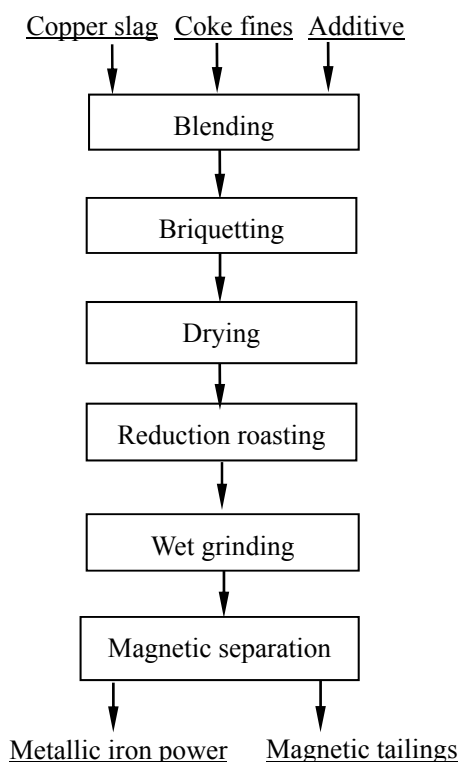 Copper slag Coke fines Additive
Blending
Briquetting
Drying
Reduction roasting
Wet grinding
Magnetic separation
Metallic iron power Magnetic tailings